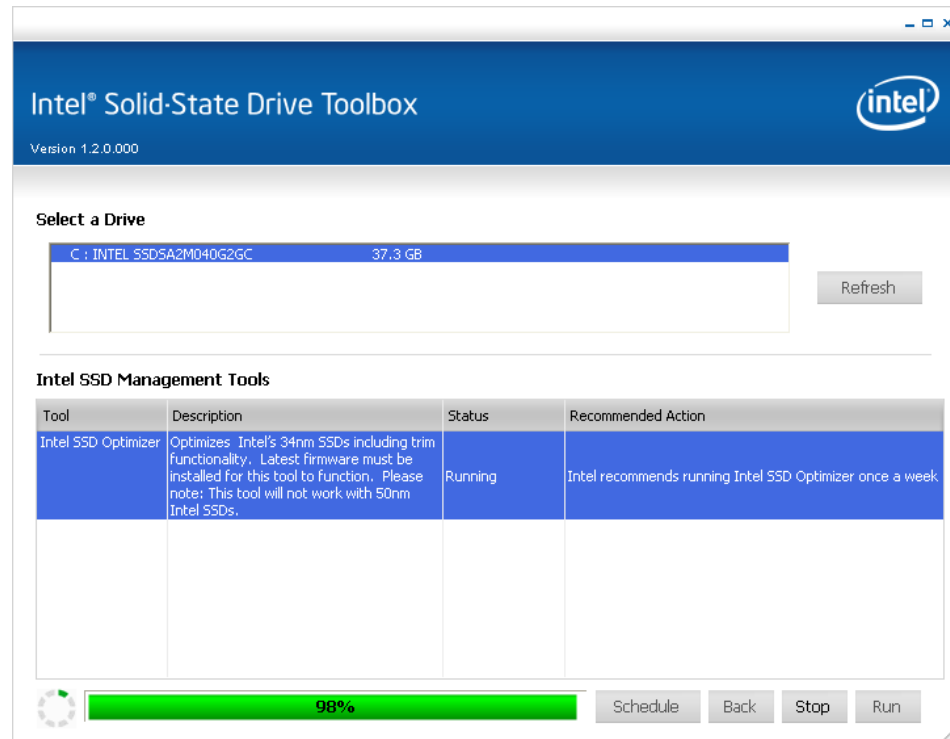 Intel® Solid-State Drive Toolbox
intel
Version 1.2.0.000
Select a Drive
C : INTEL SSDSA2M040G2GC 37.3 GB
Refresh
Intel SSD Management Tools
Tool Description Status Recommended Action
Intel SSD Optimizer
Optimizes Intel's 34nm SSDs including trim
functionality. Latest firmware must be
installed for this tool to function. Please
note: This tool will not work with 50nm
Intel SSDs.
Running
Intel recommends running Intel SSD Optimizer once a week
98%
Schedule Back Stop Run